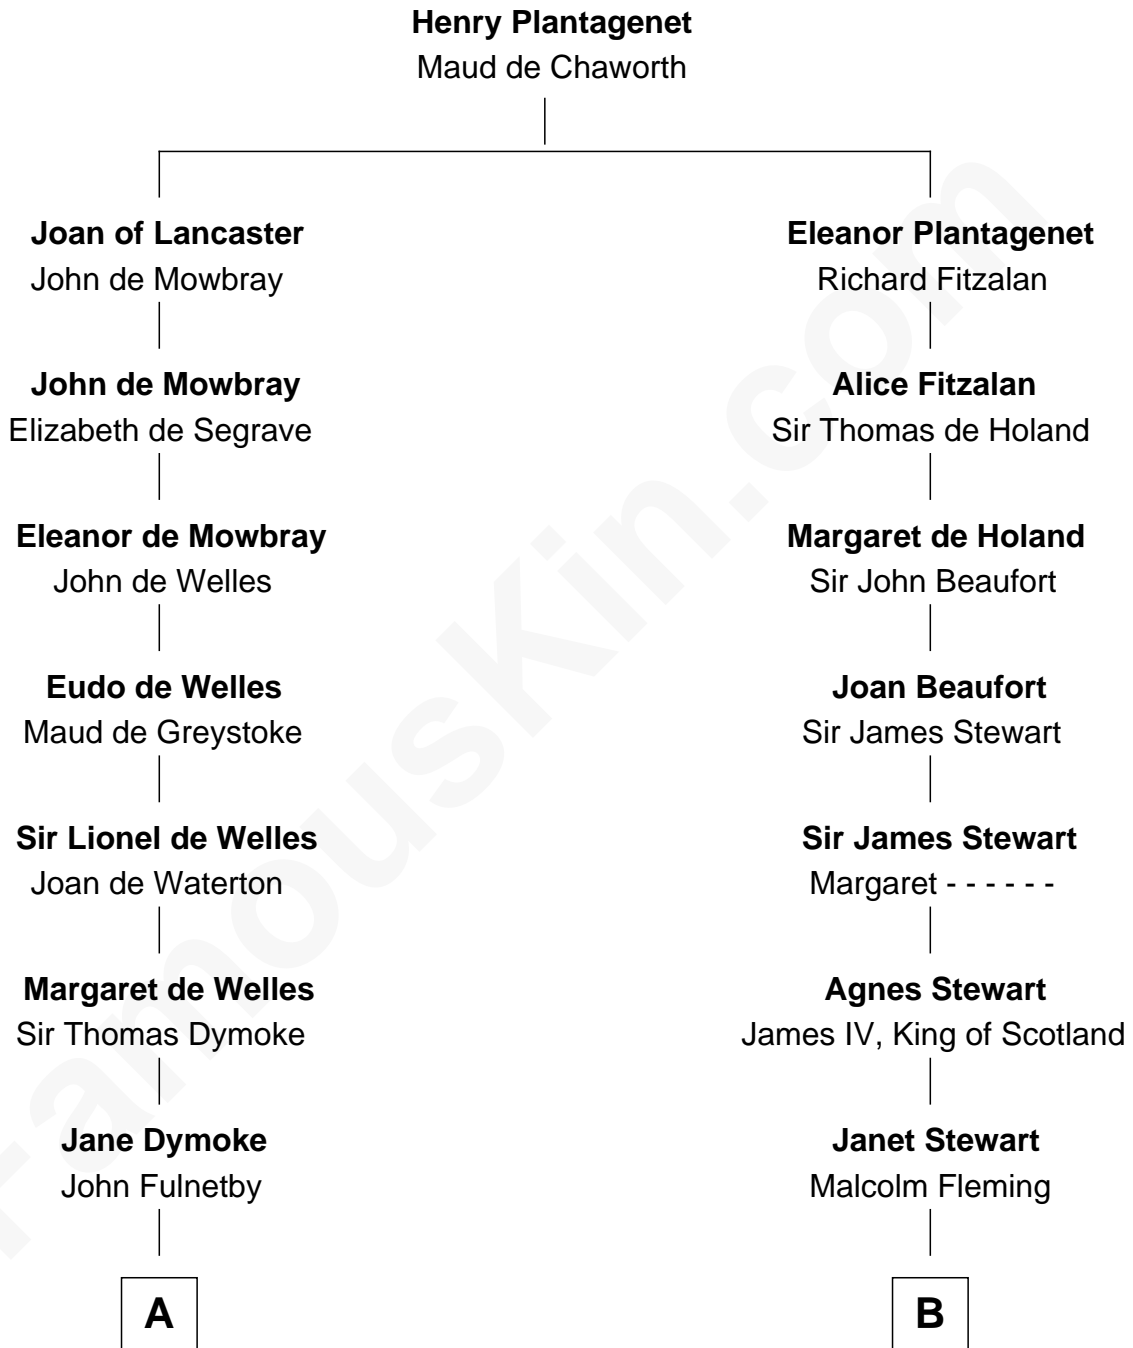 Henry Plantagenet
Maud de Chaworth
Joan of Lancaster
John de Mowbray
Eleanor Plantagenet
Richard Fitzalan
John de Mowbray
Elizabeth de Segrave
Alice Fitzalan
Sir Thomas de Holand
Eleanor de Mowbray
John de Welles
Margaret de Holand
Sir John Beaufort
Eudo de Welles
Maud de Greystoke
Joan Beaufort
Sir James Stewart
Sir Lionel de Welles
Joan de Waterton
Sir James Stewart
Margaret - - - - - -
Margaret de Welles
Sir Thomas Dymoke
Agnes Stewart
James IV, King of Scotland
Jane Dymoke
John Fulnetby
Janet Stewart
Malcolm Fleming
A
B
FamousKin.com